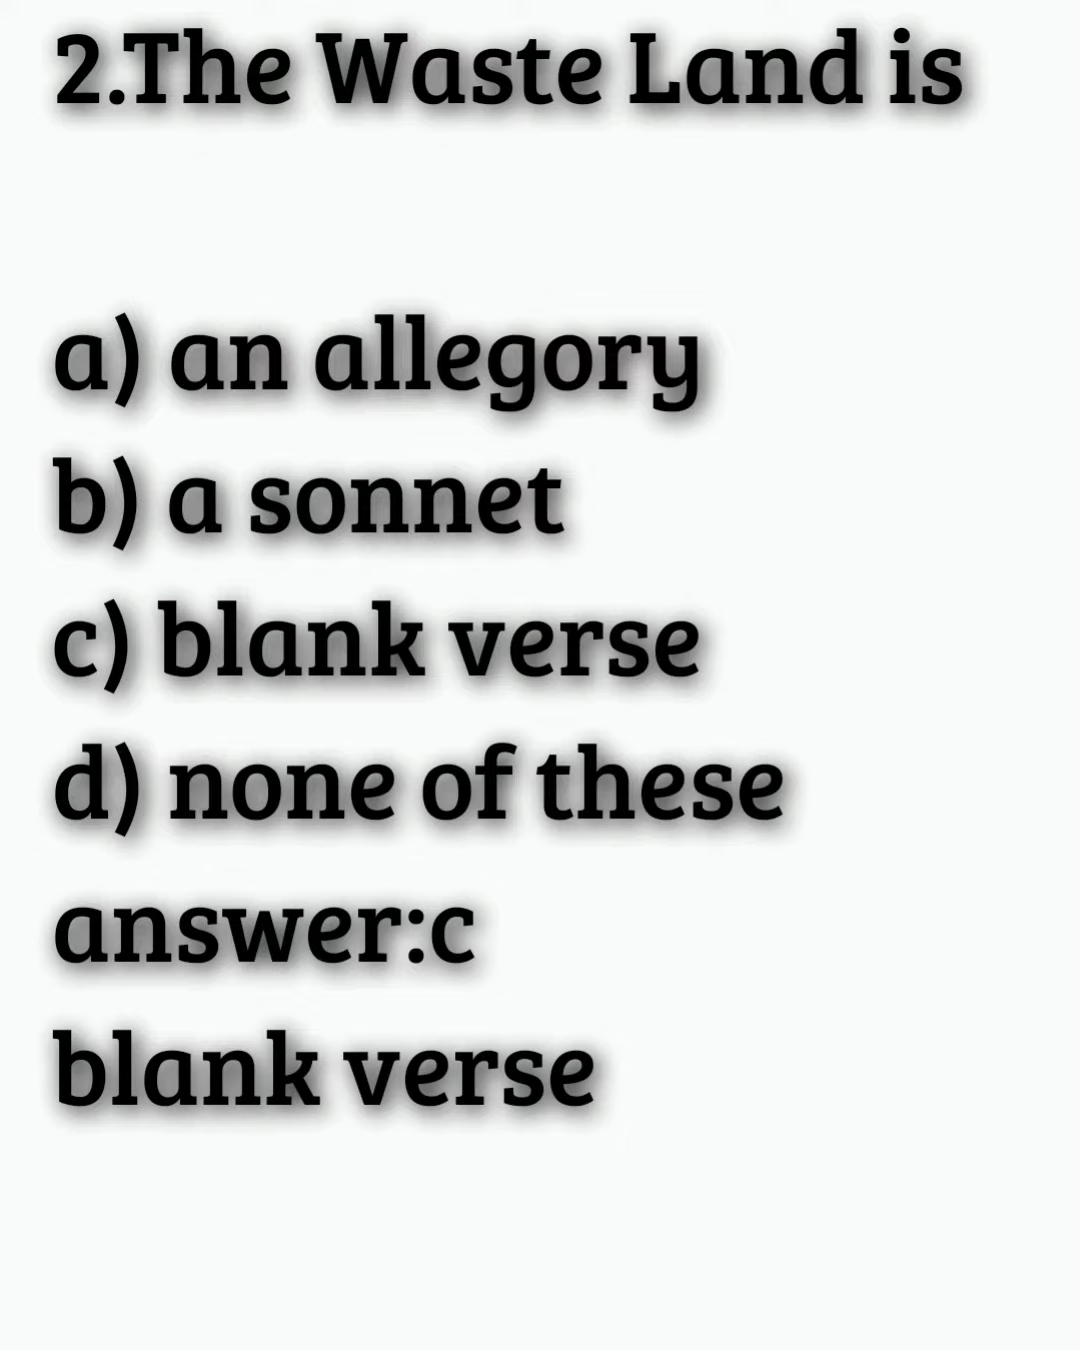 2.The Waste Land is
a) an allegory
b) a sonnet
c) blank verse
d) none of these
answer:c
blank verse